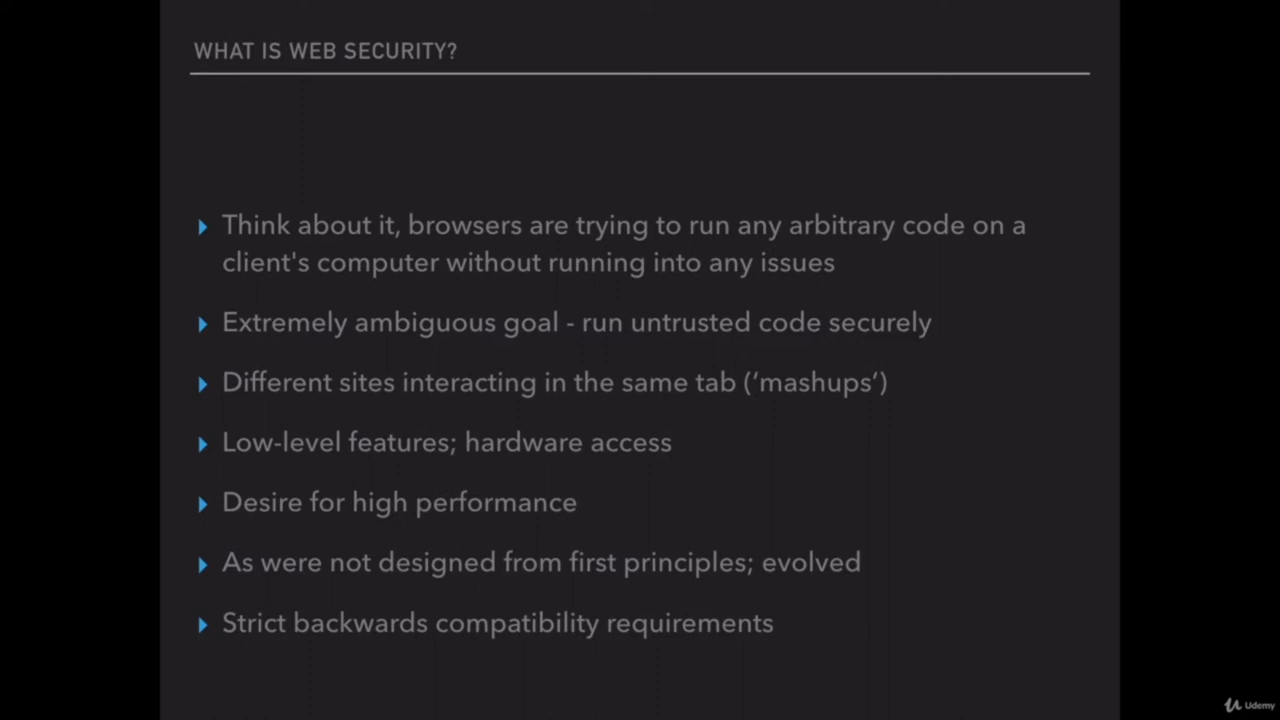 WHAT IS WEB SECURITY?
Think about it, browsers are trying to run any arbitrary code on a
client's computer without running into any issues
Extremely ambiguous goal - run untrusted code securely
Different sites interacting in the same tab (‘mashups‘)
Low-level features; hardware access
Desire for high performance
As were not designed from first principles; evolved
Strict backwards compatibility requirements
Udemy